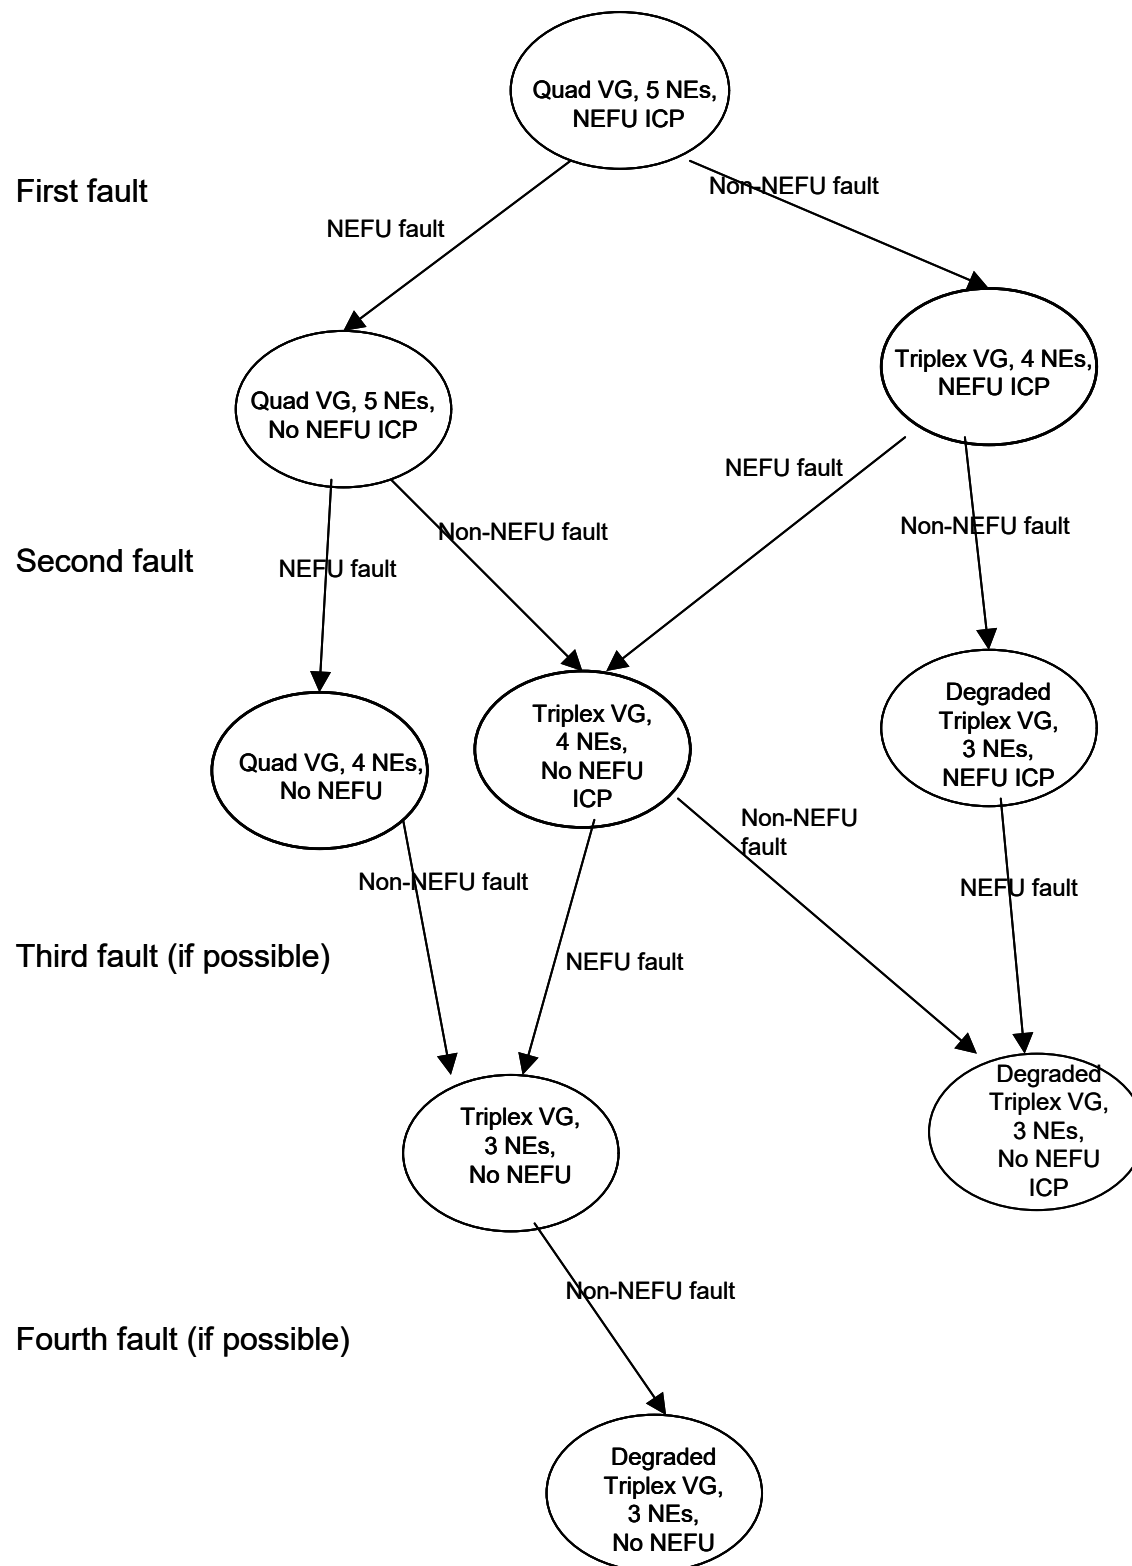 Quad VG, 5 NEs,
NEFU ICP
Non-NEFU fault
First fault
NEFU fault
Triplex VG, 4 NEs,
NEFU ICP
Quad VG, 5 NEs,
No NEFU ICP
NEFU fault
Non-NEFU fault
Non-NEFU fault
Second fault
NEFU fault
Degraded
Triplex VG,
3 NEs,
NEFU ICP
Triplex VG,
4 NEs,
No NEFU
ICP
Quad VG, 4 NEs,
No NEFU
Non-NEFU
fault
Non-NEFU fault
NEFU fault
Third fault (if possible)
NEFU fault
Degraded
Triplex VG,
3 NEs,
No NEFU
ICP
Triplex VG,
3 NEs,
No NEFU
Non-NEFU fault
Fourth fault (if possible)
Degraded
Triplex VG,
3 NEs,
No NEFU